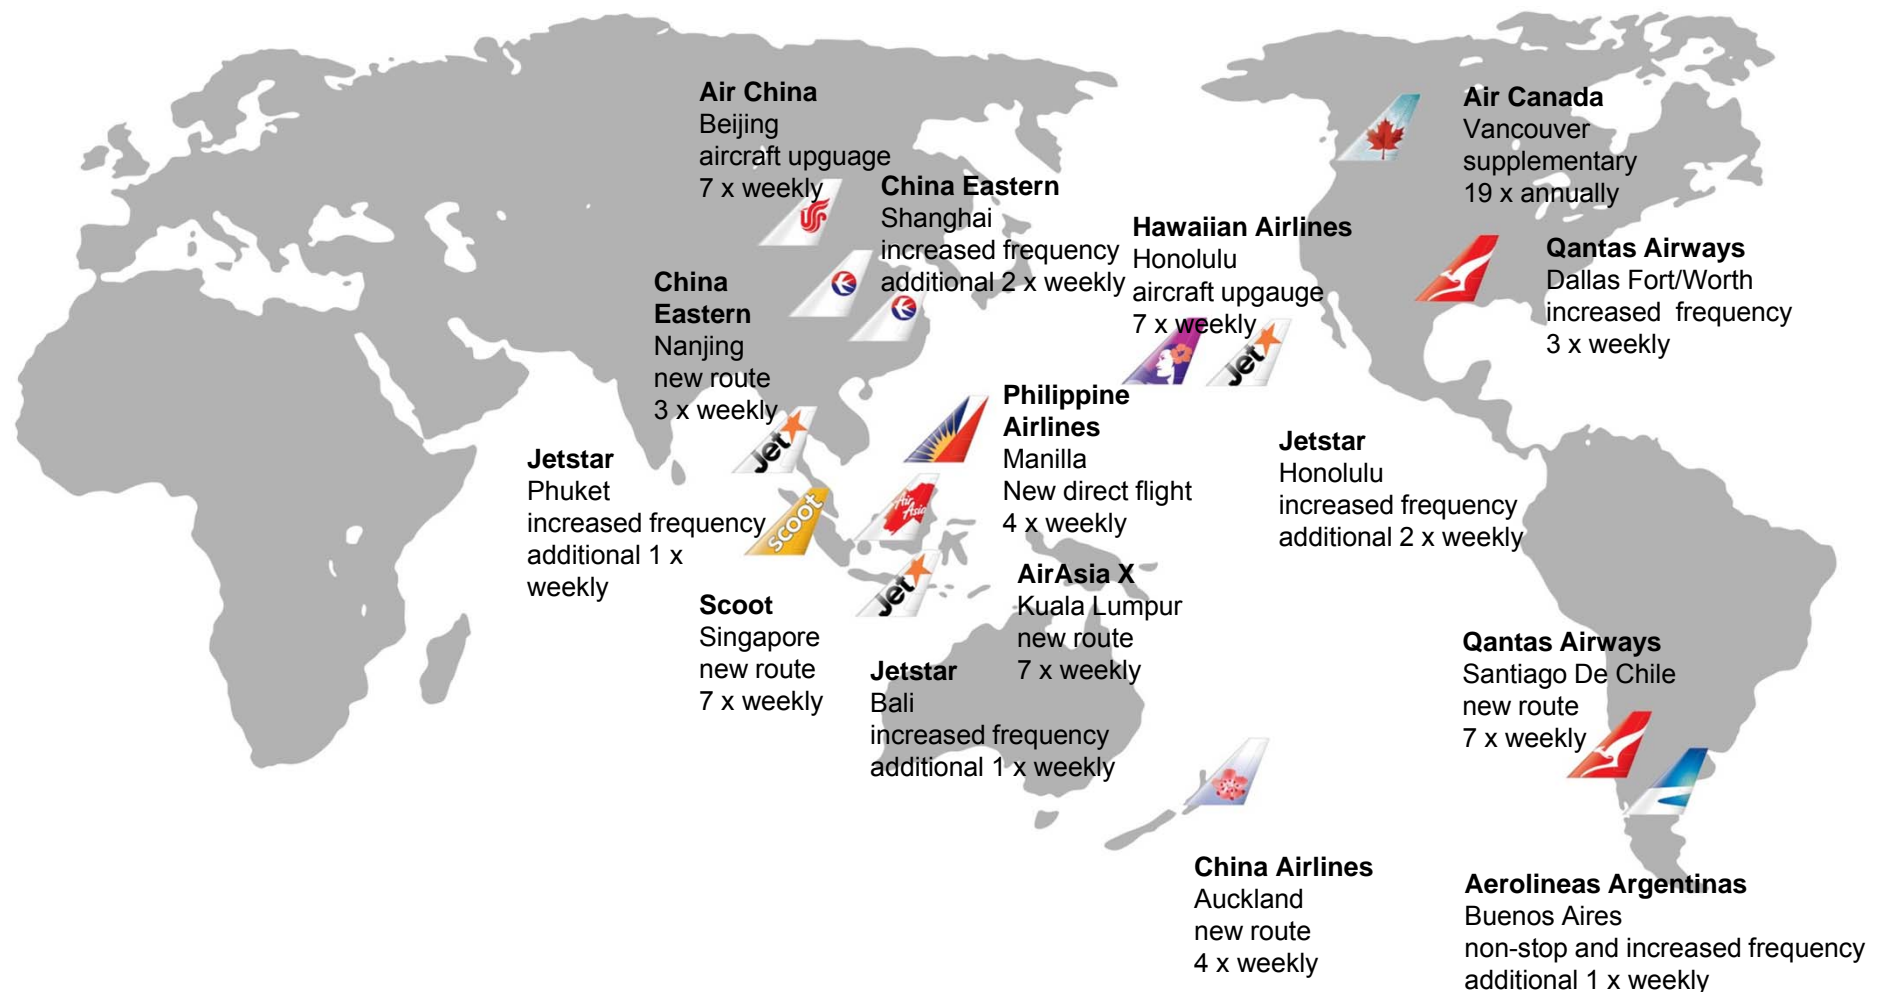 Air China
Beijing
aircraft upguage
7 x weekly
China Eastern
Shanghai
increased frequency
additional 2 x weekly
Hawaiian Airlines
Honolulu
aircraft upgauge
7 x weekly
Air Canada
Vancouver
supplementary
19 x annually
Qantas Airways
Dallas Fort/Worth
increased  frequency
3 x weekly
China
Eastern
Nanjing
new route
3 x weekly
Jet
Jetstar
Phuket
increased frequency
additional 1 x
weekly
Jet
Philippine
Airlines
Manilla
New direct flight
4 x weekly
Jetstar
Honolulu
increased frequency
additional 2 x weekly
scoot
Air
Asia
Jet
Scoot
Singapore
new route
7 x weekly
AirAsia X
Kuala Lumpur
new route
7 x weekly
Jetstar
Bali
increased frequency
additional 1 x weekly
Qantas Airways
Santiago De Chile
new route
7 x weekly
China Airlines
Auckland
new route
4 x weekly
Aerolineas Argentinas
Buenos Aires
non-stop and increased frequency
additional 1 x weekly